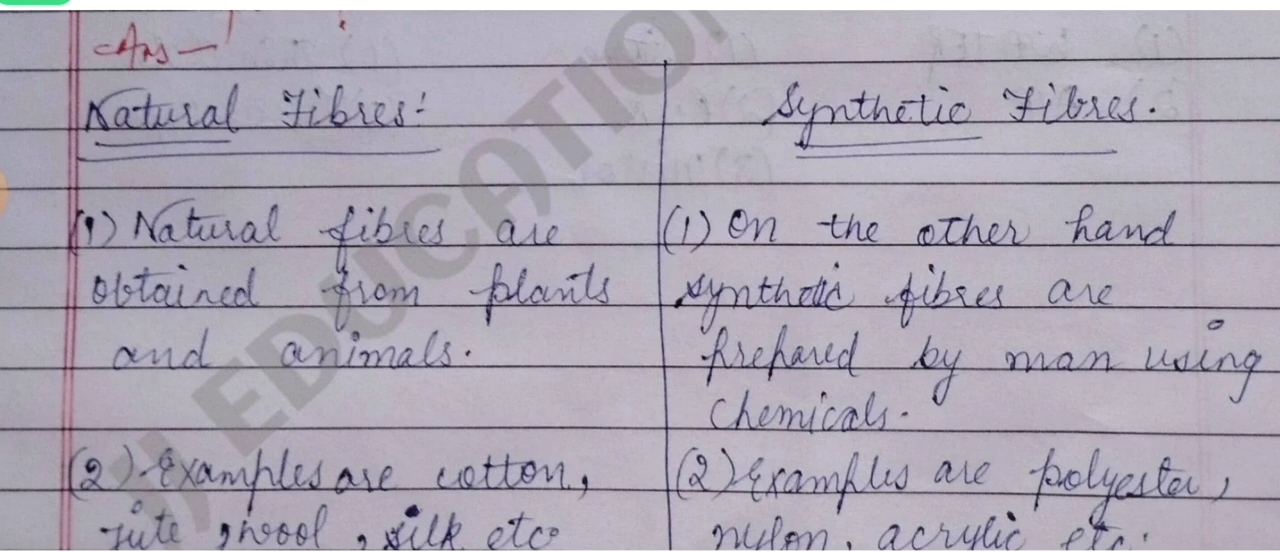 Ans -
Natural Fibres:
(1) Natural fibres are
obtained from plants
and animals.
(2) Examples are cotton,
jute, wool, silk etc
Synthetic Fibres.
(1) On the other hand
synthetic fibres are
prepared by man using
Chemicals.
(2) Examples are polyester,
nylon, acrylic etc.
EDUCATION